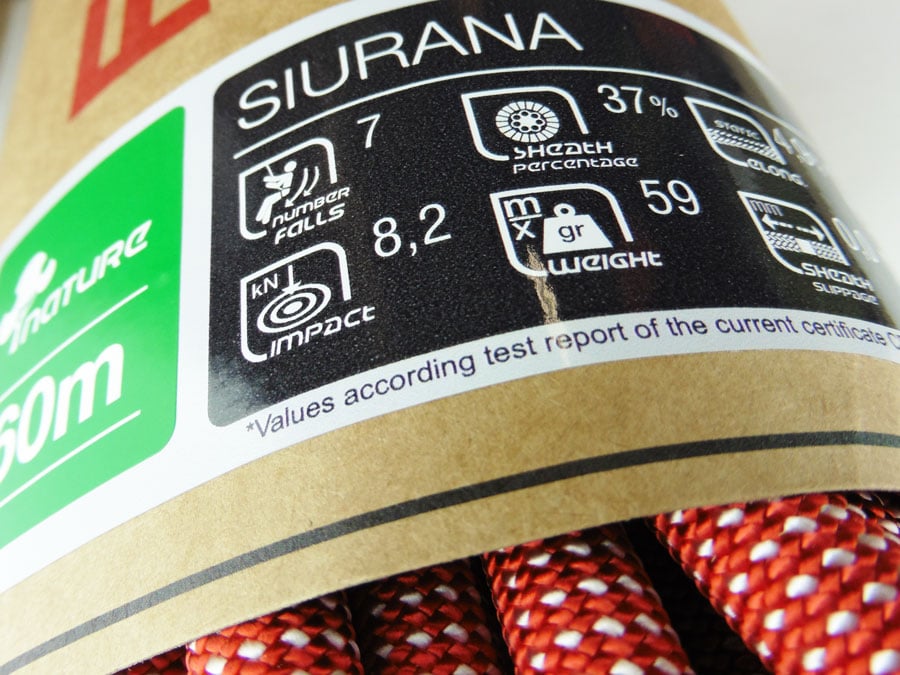 SIURANA
7
number
falls
37%
sheath
percentage
static
elong
8,2
kN
impact
59
m/x
gr
weight
mm
sheath
slippage
nature
60m
*Values according test report of the current certificate C